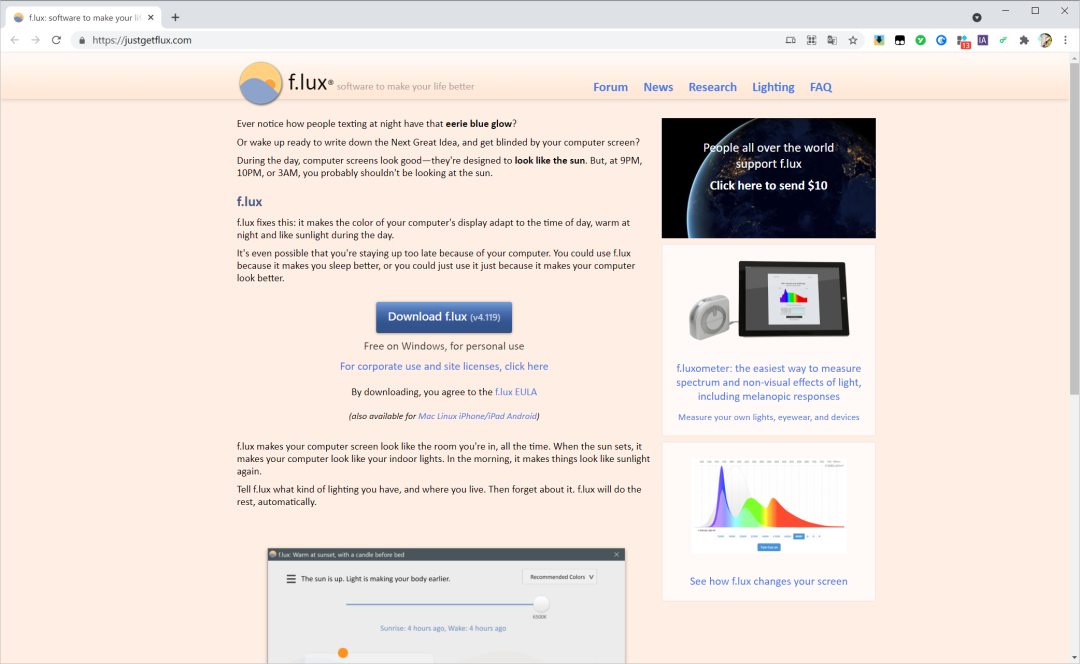 f.lux: software to make your li
https://justgetflux.com
13
IA
f.lux® software to make your life better
Forum News Research Lighting FAQ
Ever notice how people texting at night have that eerie blue glow?
Or wake up ready to write down the Next Great Idea, and get blinded by your computer screen?
During the day, computer screens look good—they're designed to look like the sun. But, at 9PM,
10PM, or 3AM, you probably shouldn't be looking at the sun.
f.lux
f.lux fixes this: it makes the color of your computer's display adapt to the time of day, warm at
night and like sunlight during the day.
It's even possible that you're staying up too late because of your computer. You could use f.lux
because it makes you sleep better, or you could just use it just because it makes your computer
look better.
Download f.lux (v4.119)
Free on Windows, for personal use
For corporate use and site licenses, click here
By downloading, you agree to the f.lux EULA
(also available for Mac Linux iPhone/iPad Android)
f.lux makes your computer screen look like the room you're in, all the time. When the sun sets, it
makes your computer look like your indoor lights. In the morning, it makes things look like sunlight
again.
Tell f.lux what kind of lighting you have, and where you live. Then forget about it. f.lux will do the
rest, automatically.
f.lux: Warm at sunset, with a candle before bed
The sun is up. Light is making your body earlier.
Recommended Colors
6500K
Sunrise: 4 hours ago, Wake: 4 hours ago
People all over the world
support f.lux
Click here to send $10
f.luxometer: the easiest way to measure
spectrum and non-visual effects of light,
including melanopic responses
Measure your own lights, eyewear, and devices
See how f.lux changes your screen